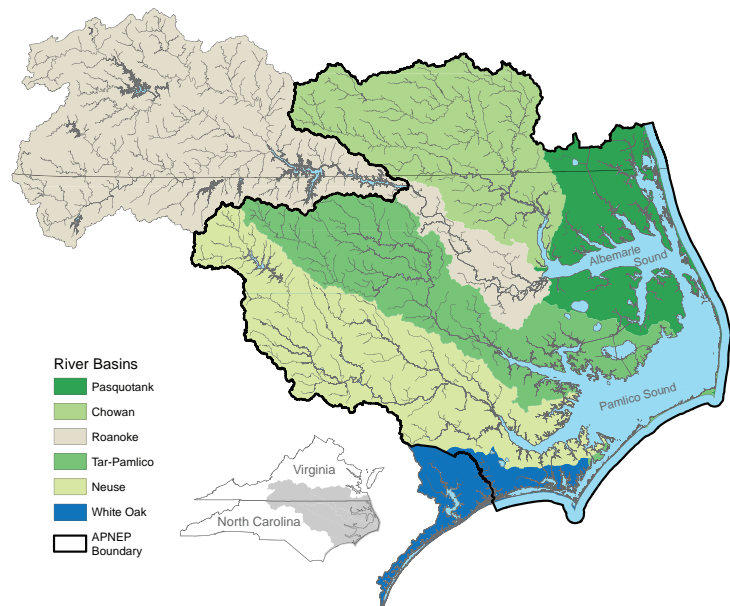 Albemarle
Sound
Pamlico Sound
River Basins
Pasquotank
Chowan
Roanoke
Tar-Pamlico
Neuse
White Oak
APNEP
Boundary
Virginia
North Carolina